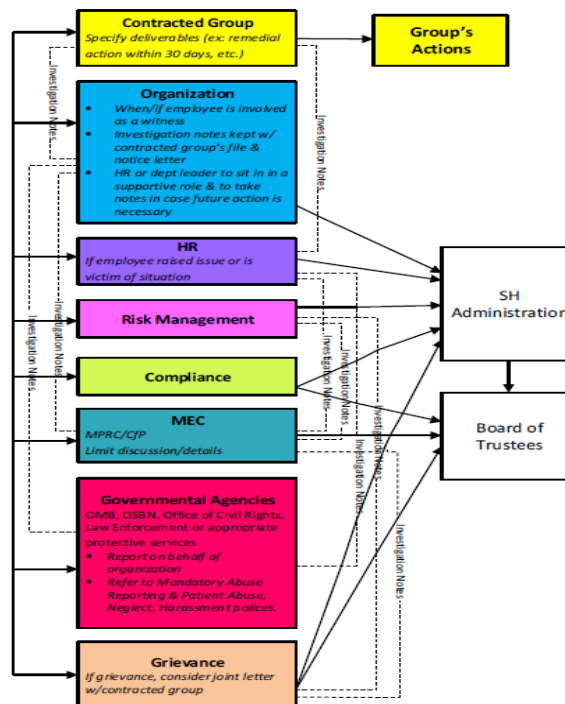 Contracted Group
Specify deliverables (ex: remedial
action within 30 days, etc.)
Group's
Actions
Investigation Notes
Investigation Notes
Organization
• When/if employee is involved
as a witness
• Investigation notes kept w/
contracted group's file &
notice letter
• HR or dept leader to sit in in a
supportive role & to take
notes in case future action is
necessary
HR
If employee raised issue or is
victim of situation
SH
Administration
Risk Management
Investigation Notes
Investigation Notes
Investigation Notes
Investigation Notes
Compliance
MEC
MPRC/CfP
Limit discussion/details
Board of
Trustees
Investigation Notes
Investigation Notes
Investigation Notes
Governmental Agencies
OMB, OSBN, Office of Civil Rights,
Law Enforcement or appropriate
protective services
• Report on behalf of
organization
• Refer to Mandatory Abuse
Reporting & Patient Abuse,
Neglect, Harassment polices.
Grievance
If grievance, consider joint letter
w/contracted group